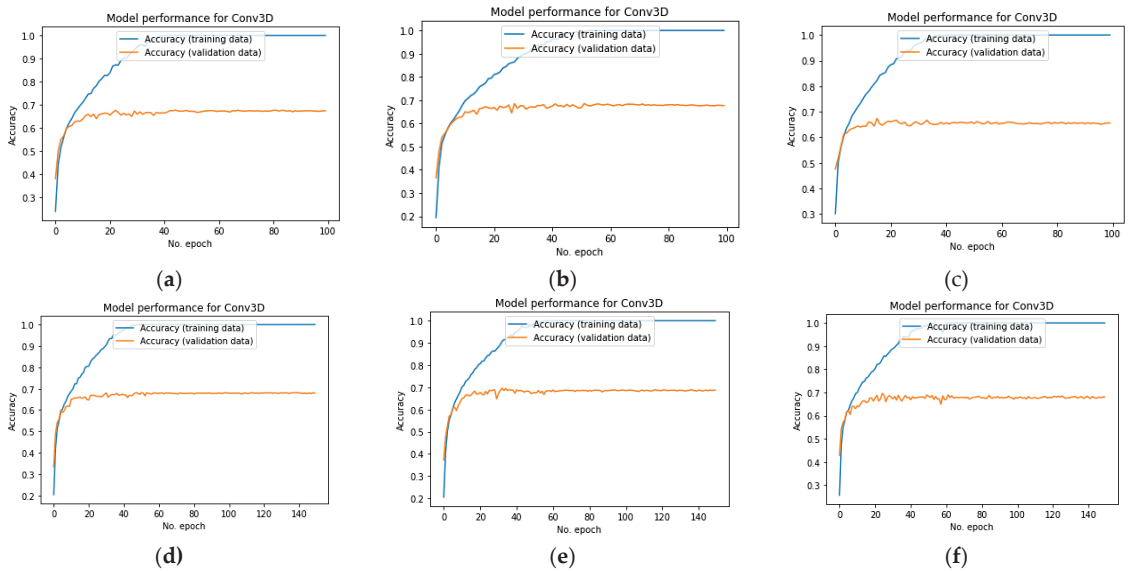 Model performance for Conv3D
Accuracy (training data)
Accuracy (validation data)
1.0
0.9
0.8
0.7
0.6
0.5
0.4
0.3
Accuracy
0 20 40 60 80 100
No. epoch
(a)
Model performance for Conv3D
Accuracy (training data)
Accuracy (validation data)
1.0
0.9
0.8
0.7
0.6
0.5
0.4
0.3
0.2
Accuracy
0 20 40 60 80 100
No. epoch
(b)
Model performance for Conv3D
Accuracy (training data)
Accuracy (validation data)
1.0
0.9
0.8
0.7
0.6
0.5
0.4
0.3
Accuracy
0 20 40 60 80 100
No. epoch
(c)
Model performance for Conv3D
Accuracy (training data)
Accuracy (validation data)
1.0
0.9
0.8
0.7
0.6
0.5
0.4
0.3
0.2
Accuracy
0 20 40 60 80 100 120 140
No. epoch
(d)
Model performance for Conv3D
Accuracy (training data)
Accuracy (validation data)
1.0
0.9
0.8
0.7
0.6
0.5
0.4
0.3
0.2
Accuracy
0 20 40 60 80 100 120 140
No. epoch
(e)
Model performance for Conv3D
Accuracy (training data)
Accuracy (validation data)
1.0
0.9
0.8
0.7
0.6
0.5
0.4
0.3
Accuracy
0 20 40 60 80 100 120 140
No. epoch
(f)